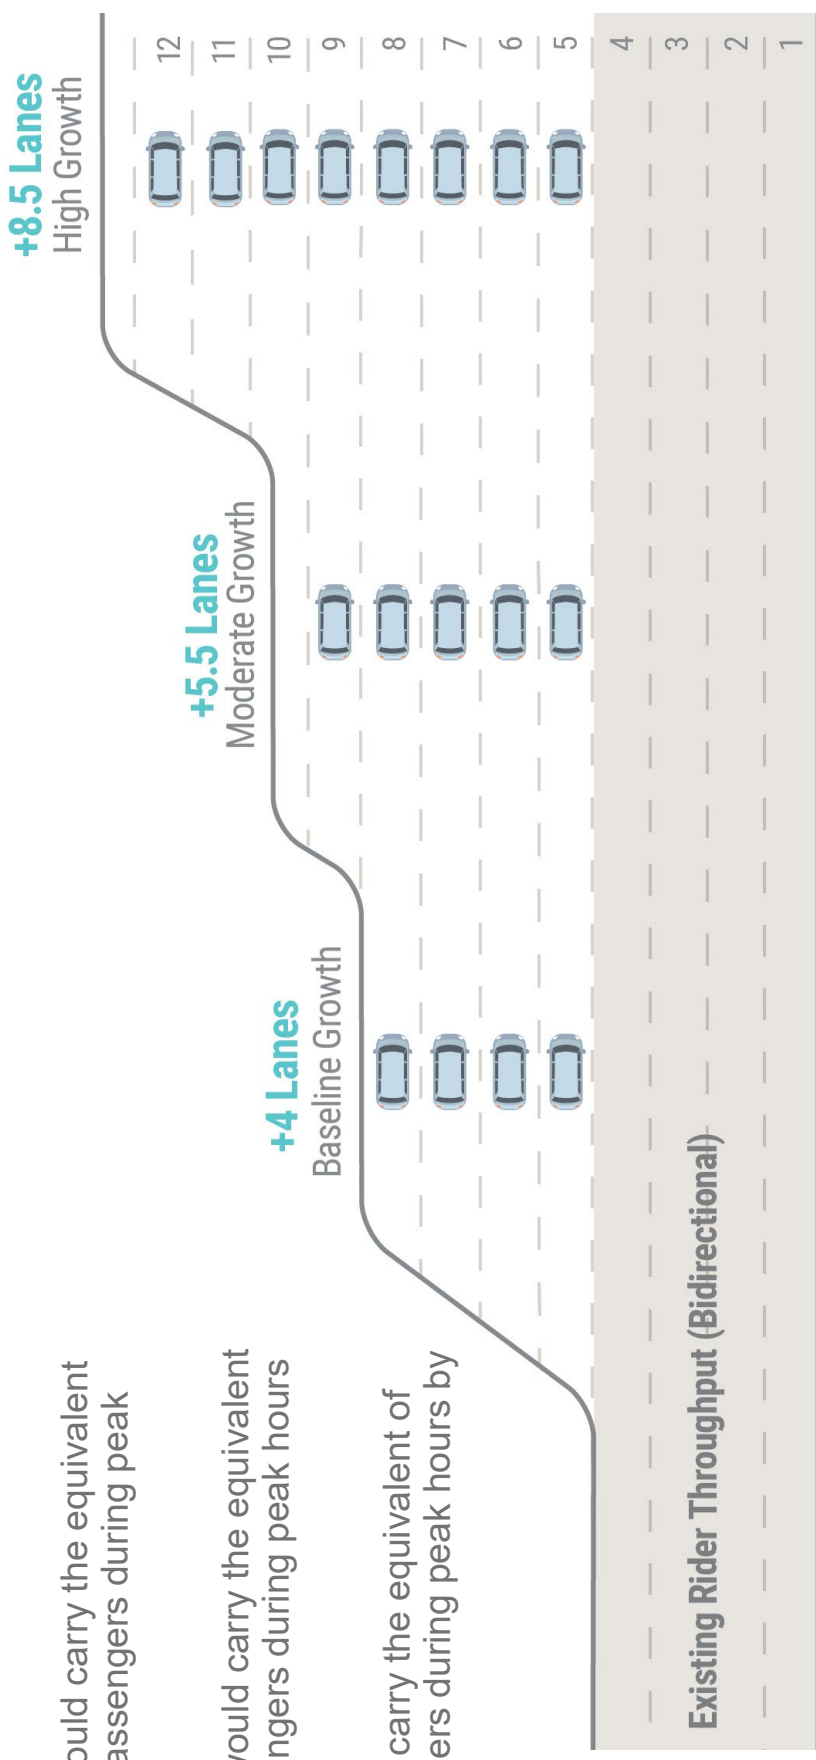 ould carry the equivalent
assengers during peak
vould carry the equivalent
ngers during peak hours
carry the equivalent of
ers during peak hours by
+4 Lanes
Baseline Growth
+5.5 Lanes
Moderate Growth
+8.5 Lanes
High Growth
12
11
10
9
8
7
6
5
4
3
2
1
Existing Rider Throughput (Bidirectional)